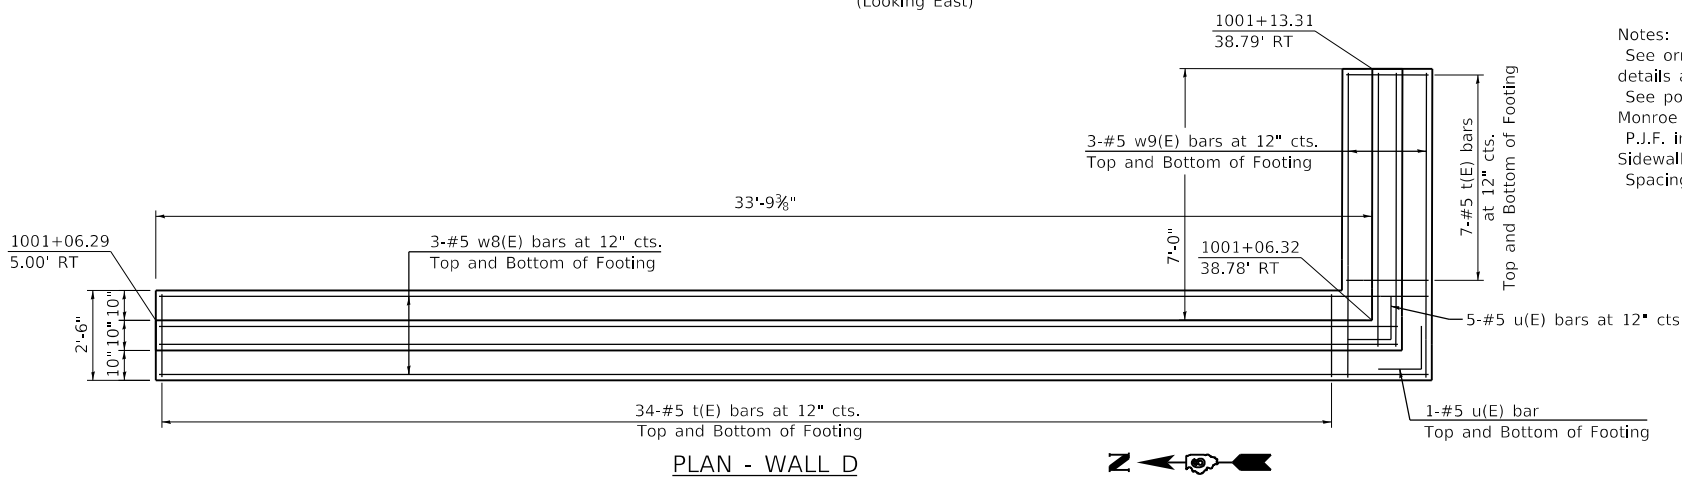 (Looking East)
1001+13.31
38.79' RT
Notes:
See
details
See
Monroe
P.J.F.
Sidewall
Spacing
7'-0"
3-#5 w9(E) bars at 12" cts.
Top and Bottom of Footing
7-#5 t(E) bars
at 12" cts.
Top and Bottom of Footing
33'-9⅜"
1001+06.29
5.00' RT
3-#5 w8(E) bars at 12" cts.
Top and Bottom of Footing
1001+06.32
38.78' RT
2'-6"
10"
10"
10"
5-#5 u(E) bars at 12" cts
34-#5 t(E) bars at 12" cts.
Top and Bottom of Footing
1-#5 u(E) bar
Top and Bottom of Footing
PLAN - WALL D
N